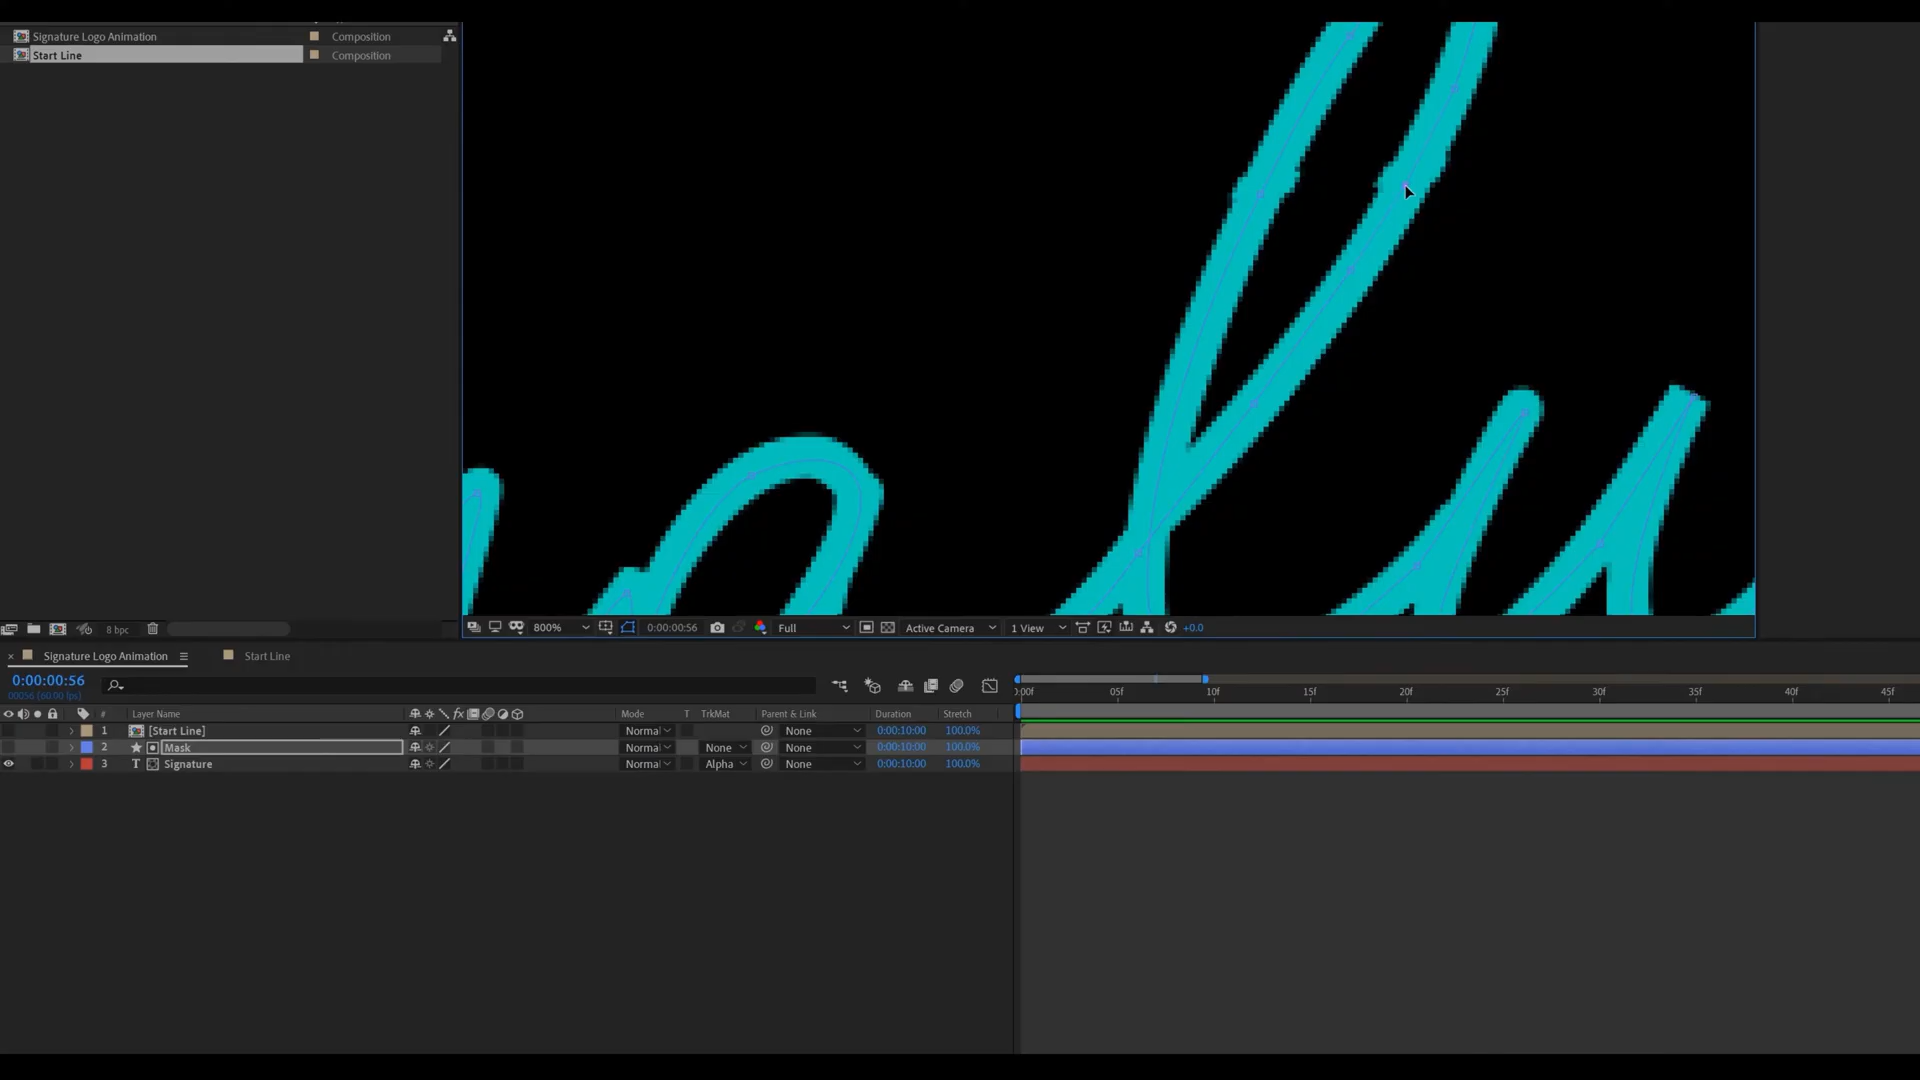 Signature Logo Animation Composition
Start Line Composition
8 bpc
800% 0:00:00:56 Full Active Camera 1 View +0.0
× Signature Logo Animation Start Line
0:00:00:56
00056 (60.00 fps)
:00f 05f 10f 15f 20f 25f 30f 35f 40f 45f
# Layer Name Mode T TrkMat Parent & Link Duration Stretch
1 [Start Line] Normal None 0:00:10:00 100.0%
2 Mask Normal None None 0:00:10:00 100.0%
3 T Signature Normal Alpha None 0:00:10:00 100.0%